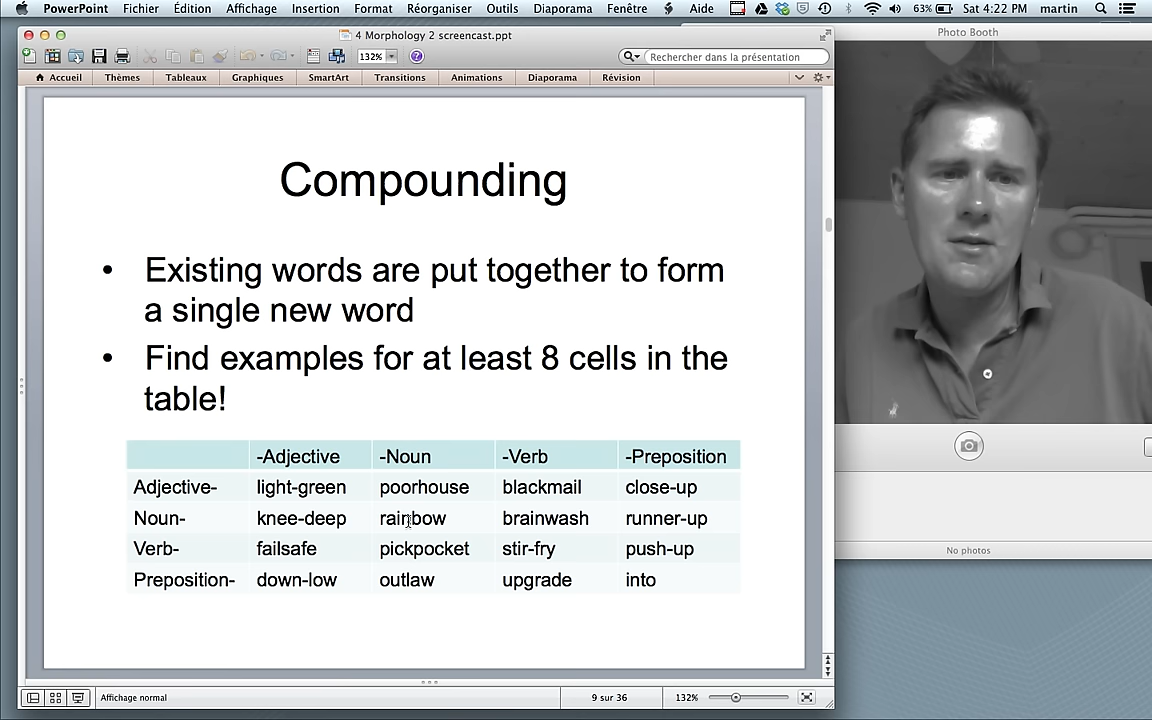 PowerPoint Fichier Édition Affichage Insertion Format Commandes Réorganiser Outils Diaporama Fenêtre Aide 63% Sat 4:22 PM martin
4 Morphology 2 screencast.ppt
Photo Booth
132% Rechercher dans la présentation
Accueil Thèmes Tableaux Graphiques SmartArt Transitions Animations Diaporama Révision
Compounding
• Existing words are put together to form
a single new word
• Find examples for at least 8 cells in the
table!
-Adjective -Noun -Verb -Preposition
Adjective- light-green poorhouse blackmail close-up
Noun- knee-deep rainbow brainwash runner-up
Verb- failsafe pickpocket stir-fry push-up
Preposition- down-low outlaw upgrade into
No photos
Affichage normal 9 sur 36 132%